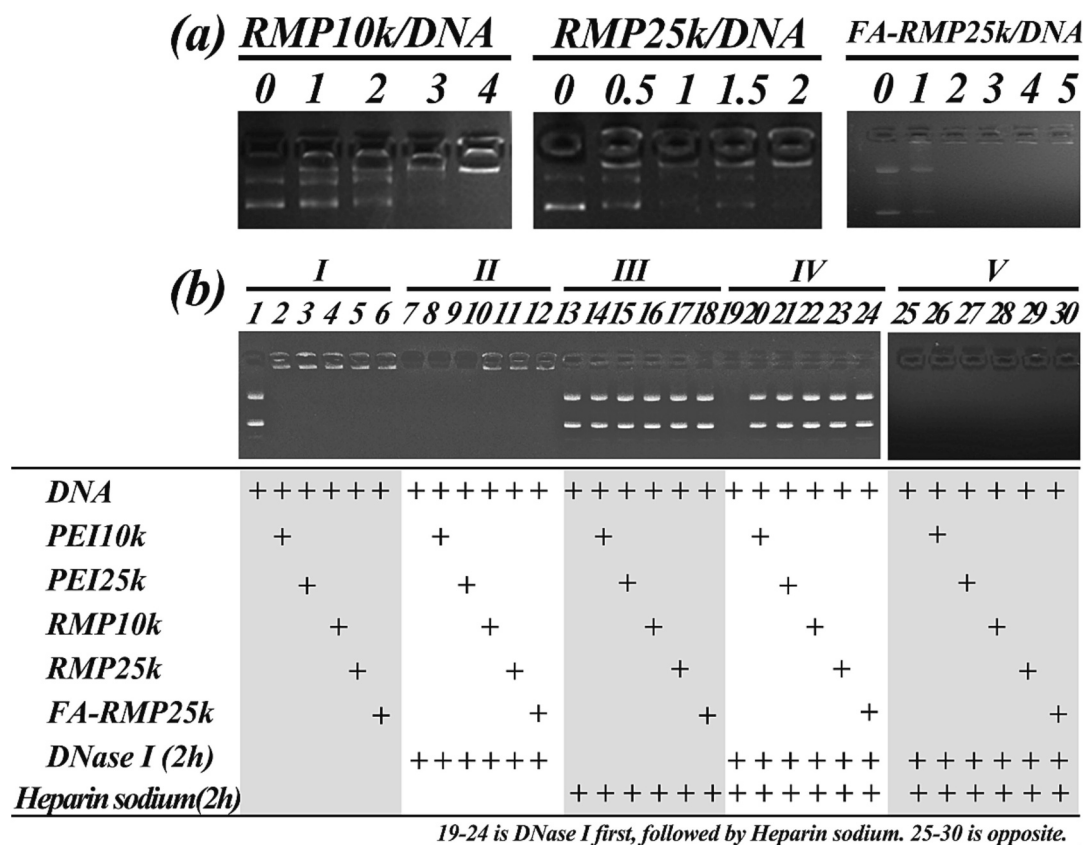 (a) RMP10k/DNA RMP25k/DNA FA-RMP25k/DNA
0 1 2 3 4 0 0.5 1 1.5 2 0 1 2 3 4 5
(b) I II III IV V
1 2 3 4 5 6 7 8 9 10 11 12 13 14 15 16 17 18 19 20 21 22 23 24 25 26 27 28 29 30
DNA + + + + + + + + + + + + + + + + + + + + + + + + + + + + + +
PEI10k + + + + +
PEI25k + + + + +
RMP10k + + + + +
RMP25k + + + + +
FA-RMP25k + + + + +
DNase I (2h) + + + + + + + + + + + + + + + + + +
Heparin sodium(2h) + + + + + + + + + + + + + + + + + +
19-24 is DNase I first, followed by Heparin sodium. 25-30 is opposite.